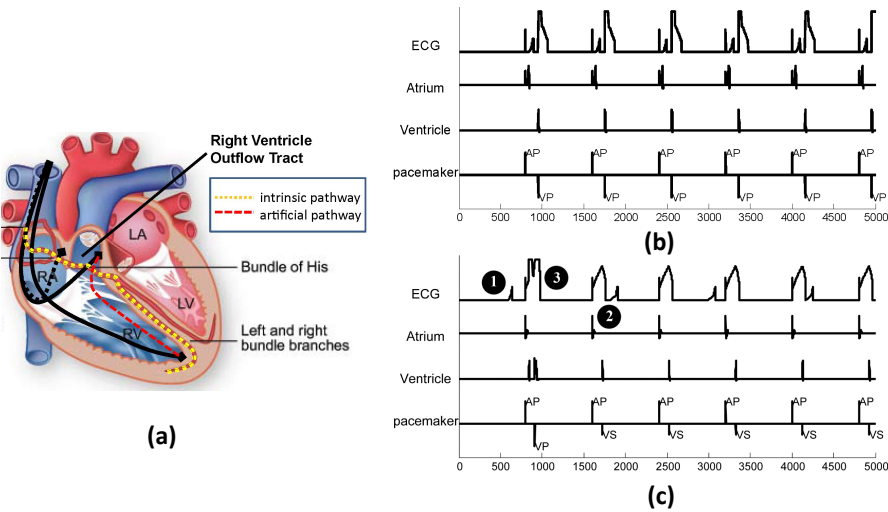 Right Ventricle
Outflow Tract
intrinsic pathway
artificial pathway
LA
RA
Bundle of His
LV
RV
Left and right
bundle branches
(a)
ECG
Atrium
Ventricle
AP AP AP AP AP AP
pacemaker
VP VP VP VP VP VP
0 500 1000 1500 2000 2500 3000 3500 4000 4500 5000
(b)
1 3
ECG
2
Atrium
Ventricle
AP AP AP AP AP AP
pacemaker
VP VS VS VS VS VS
0 500 1000 1500 2000 2500 3000 3500 4000 4500 5000
(c)